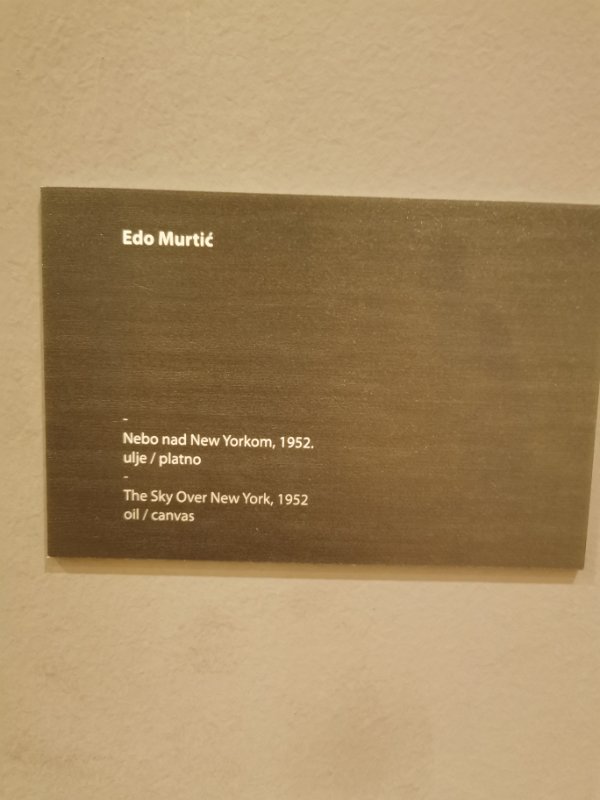 Edo Murtić
-
Nebo nad New Yorkom, 1952.
ulje / platno
-
The Sky Over New York, 1952
oil / canvas